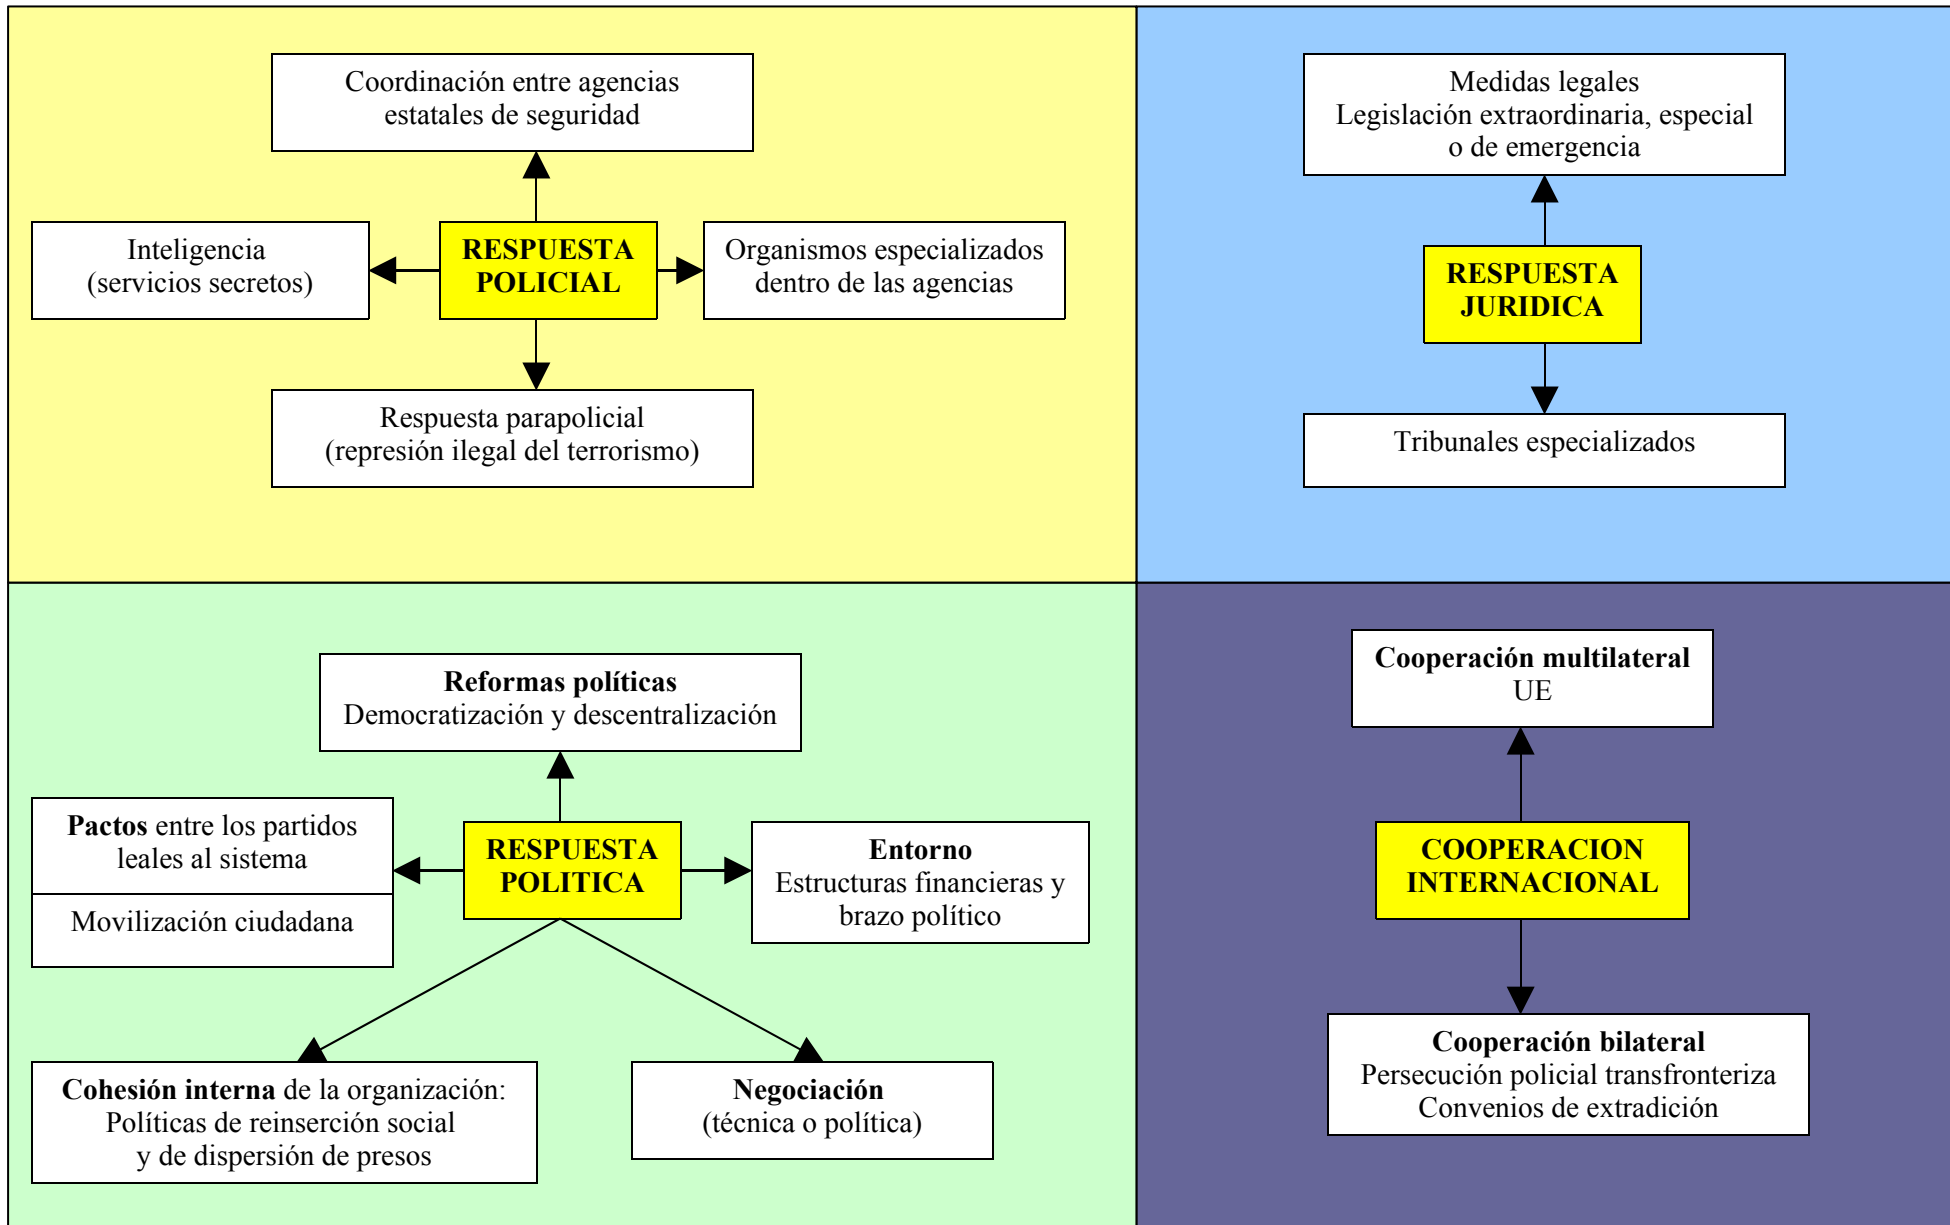 Coordinación entre agencias
estatales de seguridad
Inteligencia
(servicios secretos)
RESPUESTA
POLICIAL
Organismos especializados
dentro de las agencias
Respuesta parapolicial
(represión ilegal del terrorismo)
Medidas legales
Legislación extraordinaria, especial
o de emergencia
RESPUESTA
JURIDICA
Tribunales especializados
Reformas políticas
Democratización y descentralización
Pactos entre los partidos
leales al sistema
Movilización ciudadana
RESPUESTA
POLITICA
Entorno
Estructuras financieras y
brazo político
Cohesión interna de la organización:
Políticas de reinserción social
y de dispersión de presos
Negociación
(técnica o política)
Cooperación multilateral
UE
COOPERACION
INTERNACIONAL
Cooperación bilateral
Persecución policial transfronteriza
Convenios de extradición